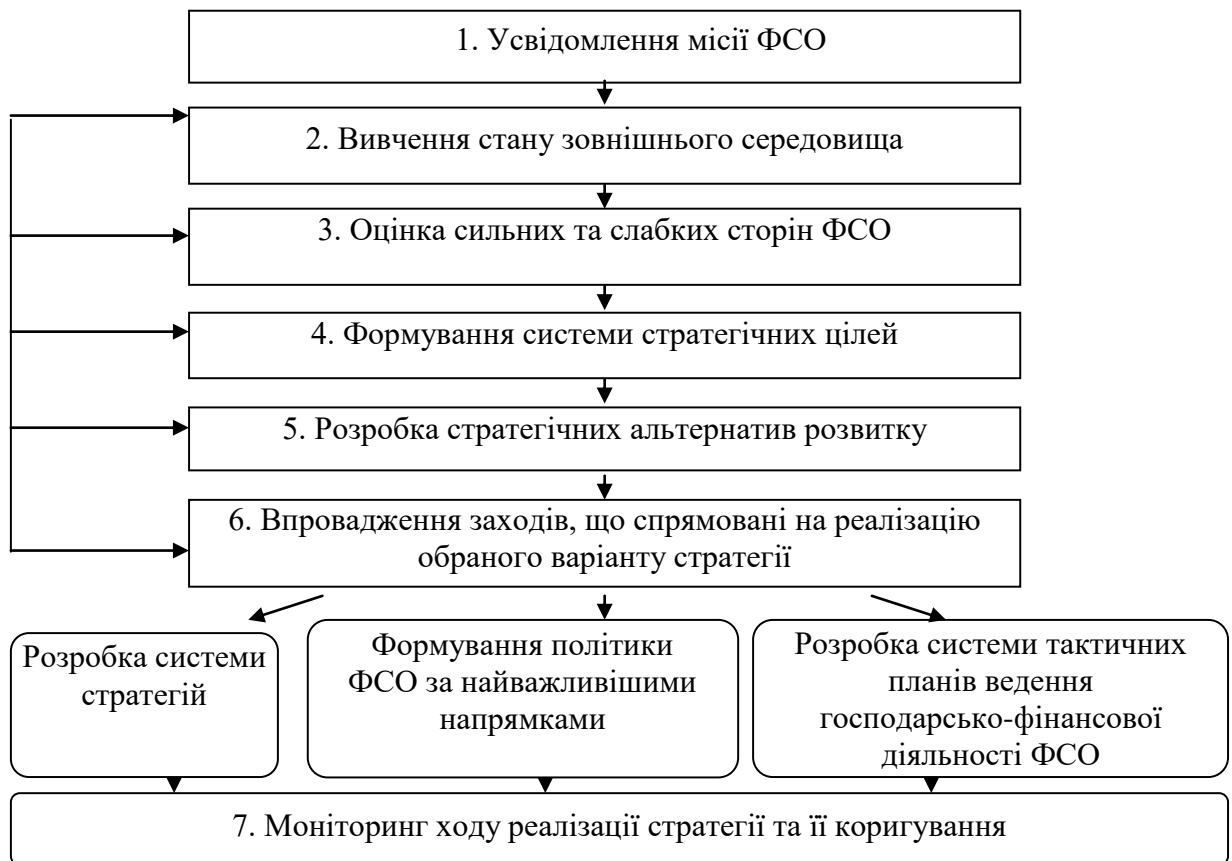 1. Усвідомлення місії ФСО
2. Вивчення стану зовнішнього середовища
3. Оцінка сильних та слабких сторін ФСО
4. Формування системи стратегічних цілей
5. Розробка стратегічних альтернатив розвитку
6. Впровадження заходів, що спрямовані на реалізацію
обраного варіанту стратегії
Розробка системи
стратегій
Формування політики
ФСО за найважливішими
напрямками
Розробка системи тактичних
планів ведення
господарсько-фінансової
діяльності ФСО
7. Моніторинг ходу реалізації стратегії та її коригування